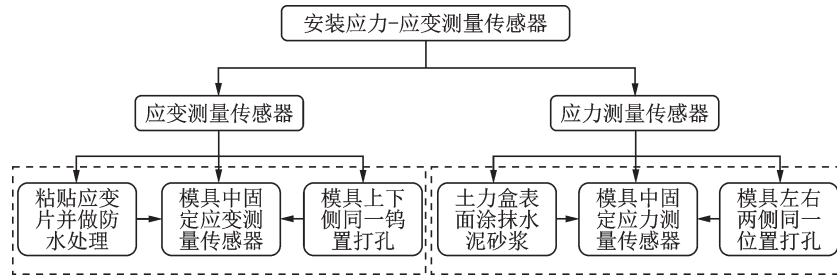 安装应力-应变测量传感器
应变测量传感器
应力测量传感器
粘贴应变
片并做防
水处理
模具中固
定应变测
量传感器
模具上下
侧同一钨
置打孔
土力盒表
面涂抹水
泥砂浆
模具中固
定应力测
量传感器
模具左右
两侧同一
位置打孔